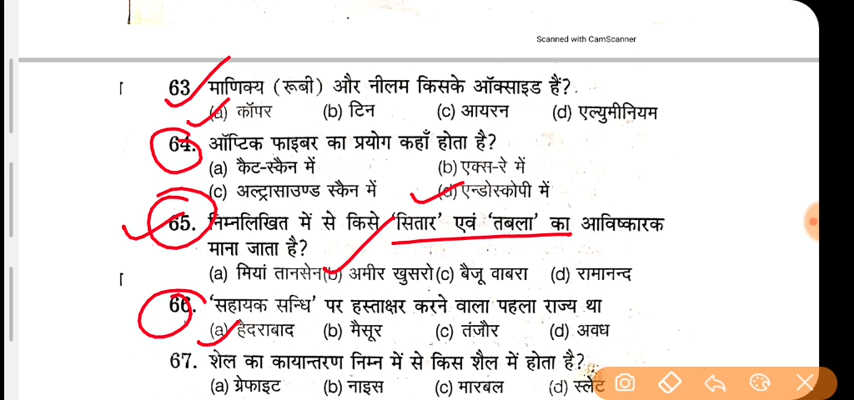 Scanned with CamScanner
63. माणिक्य (रूबी) और नीलम किसके ऑक्साइड हैं?
(a) कॉपर (b) टिन (c) आयरन (d) एल्युमीनियम
64. ऑप्टिक फाइबर का प्रयोग कहाँ होता है?
(a) कैट-स्कैन में (b) एक्स-रे में
(c) अल्ट्रासाउण्ड स्कैन में (d) एन्डोस्कोपी में
65. निम्नलिखित में से किसे 'सितार' एवं 'तबला' का आविष्कारक
माना जाता है?
(a) मियां तानसेन (b) अमीर खुसरो (c) बैजू वाबरा (d) रामानन्द
66. 'सहायक सन्धि' पर हस्ताक्षर करने वाला पहला राज्य था
(a) हैदराबाद (b) मैसूर (c) तंजौर (d) अवध
67. शेल का कायान्तरण निम्न में से किस शैल में होता है?
(a) ग्रेफाइट (b) नाइस (c) मारबल (d) स्लेट